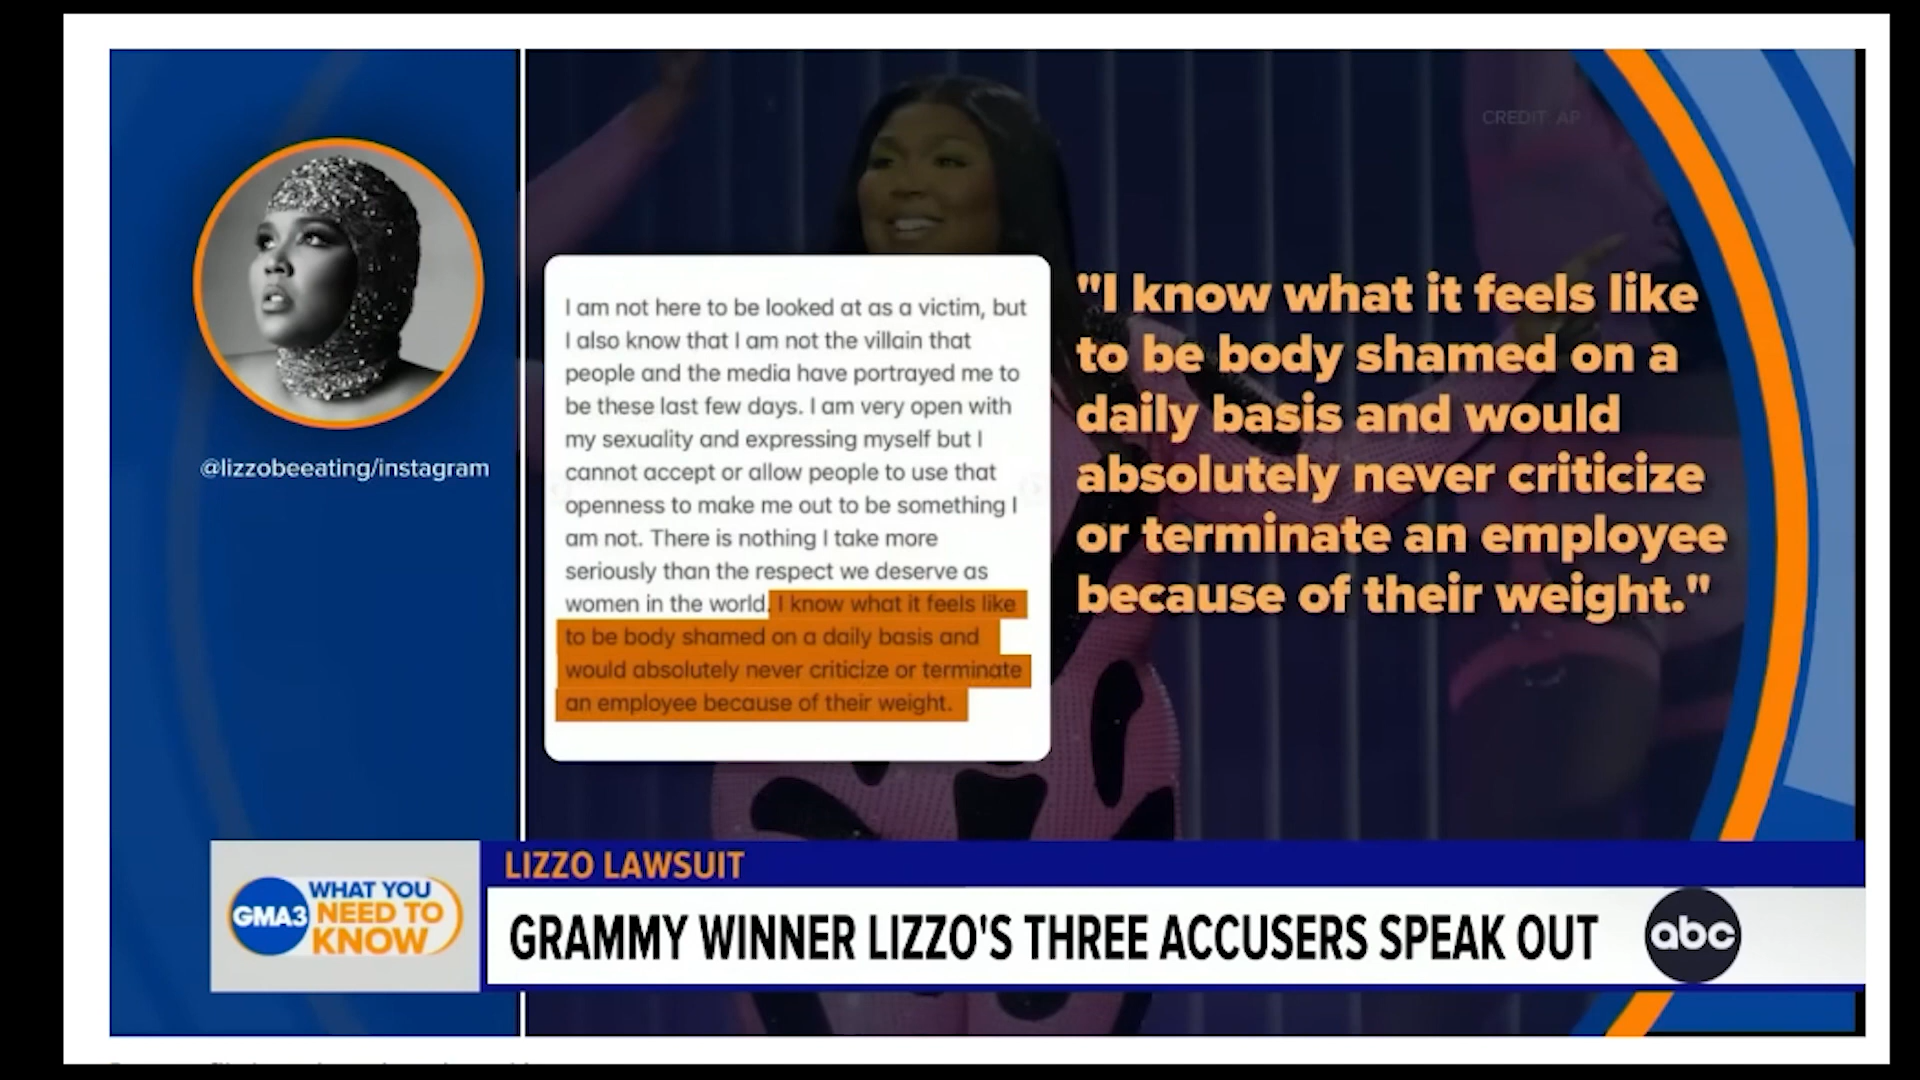 CREDIT: AP
@lizzobeeating/instagram
I am not here to be looked at as a victim, but
I also know that I am not the villain that
people and the media have portrayed me to
be these last few days. I am very open with
my sexuality and expressing myself but I
cannot accept or allow people to use that
openness to make me out to be something I
am not. There is nothing I take more
seriously than the respect we deserve as
women in the world. I know what it feels like
to be body shamed on a daily basis and
would absolutely never criticize or terminate
an employee because of their weight.
"I know what it feels like
to be body shamed on a
daily basis and would
absolutely never criticize
or terminate an employee
because of their weight."
GMA3
WHAT YOU
NEED TO
KNOW
LIZZO LAWSUIT
GRAMMY WINNER LIZZO'S THREE ACCUSERS SPEAK OUT
abc